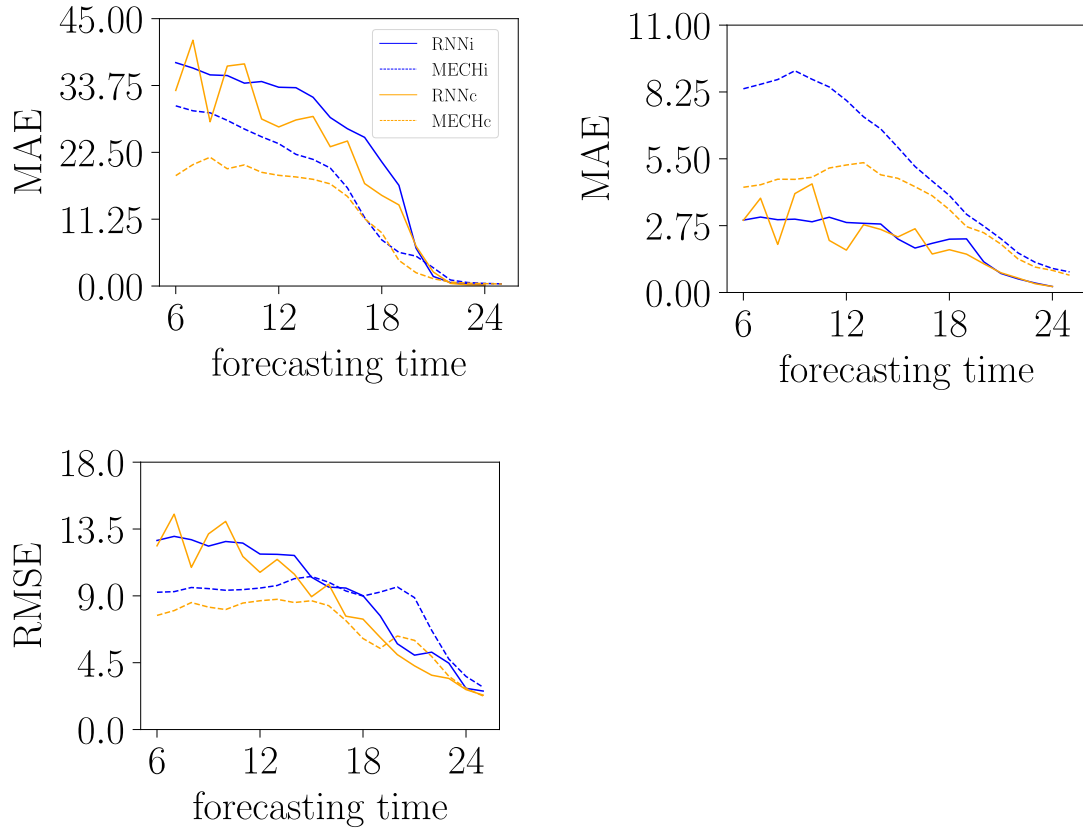 45.00
33.75
22.50
11.25
0.00
MAE
6 12 18 24
forecasting time
RNNi
MECHi
RNNc
MECHc
11.00
8.25
5.50
2.75
0.00
MAE
6 12 18 24
forecasting time
18.0
13.5
9.0
4.5
0.0
RMSE
6 12 18 24
forecasting time